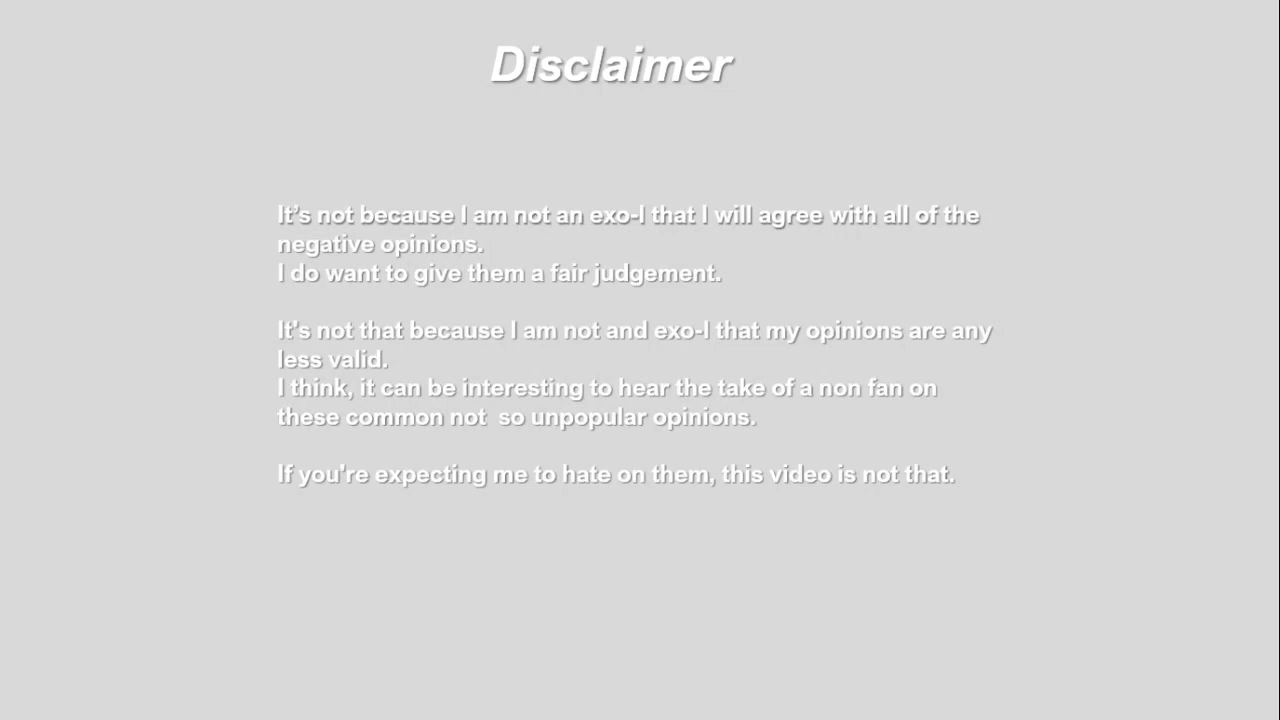 Disclaimer
It's not because I am not an exo-l that I will agree with all of the
negative opinions.
I do want to give them a fair judgement.
It's not that because I am not and exo-l that my opinions are any
less valid.
I think, it can be interesting to hear the take of a non fan on
these common not  so unpopular opinions.
If you're expecting me to hate on them, this video is not that.